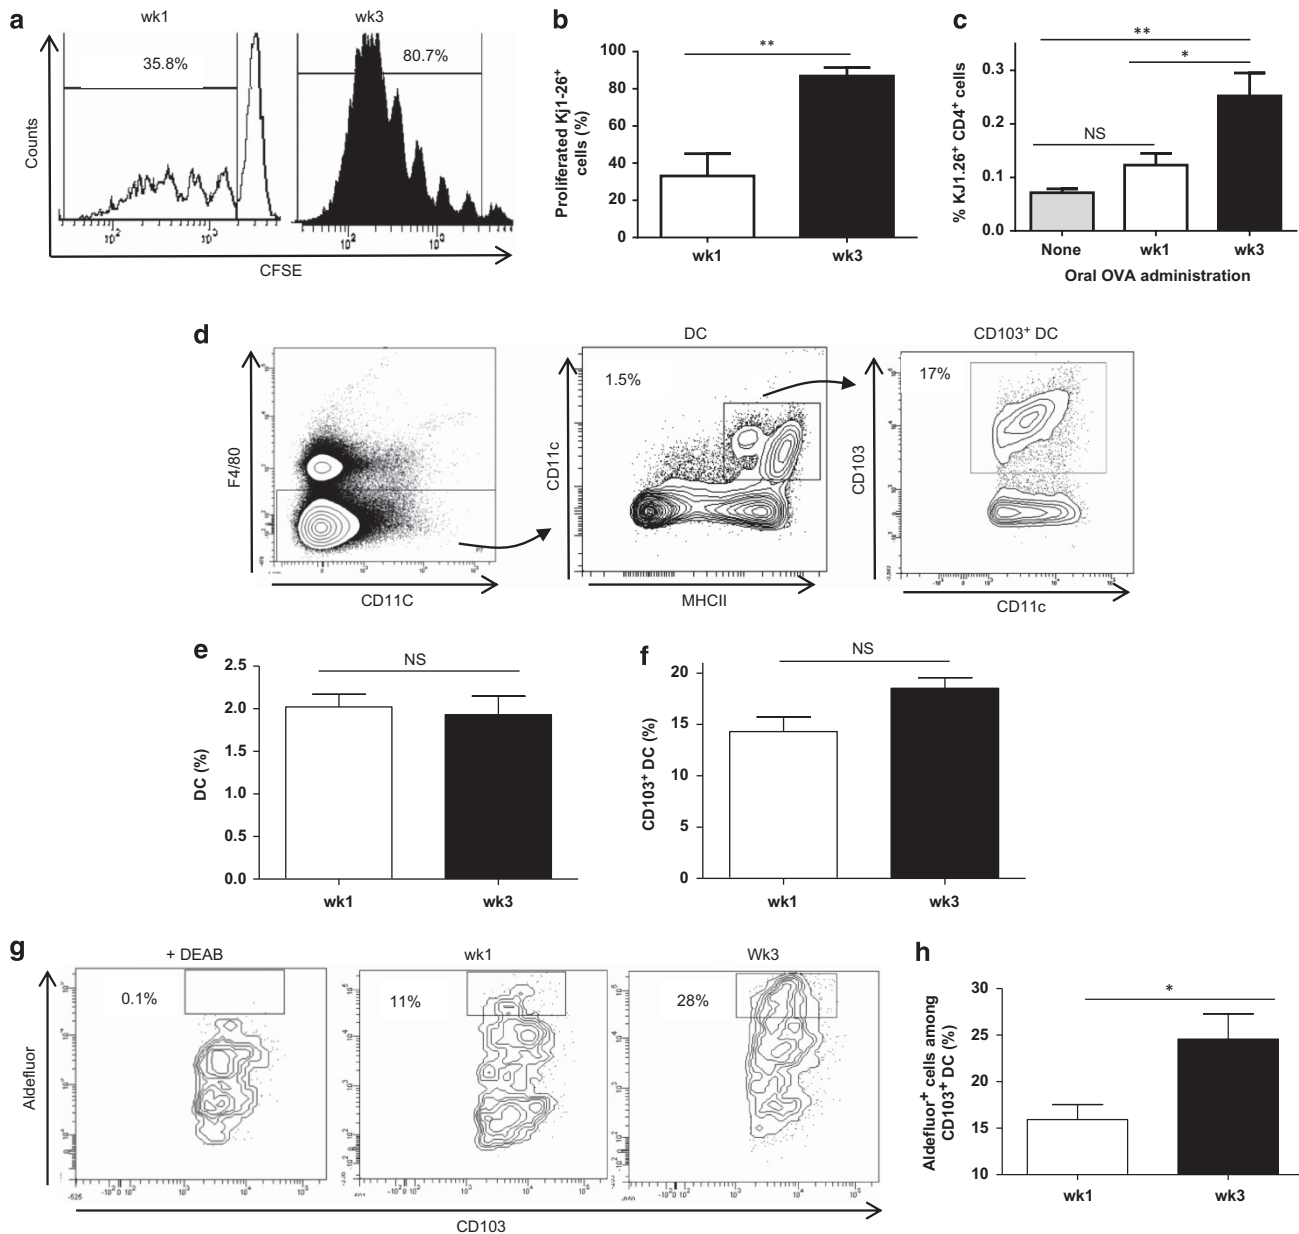 a
wk1
wk3
35.8%
80.7%
Counts
10² 10³
10² 10³
CFSE
b
**
Proliferated Kj1-26⁺ cells (%)
100
80
60
40
20
0
wk1 wk3
c
**
*
NS
% KJ1.26⁺ CD4⁺ cells
0.3
0.2
0.1
0.0
None wk1 wk3
Oral OVA administration
d
DC
CD103⁺ DC
1.5%
17%
F4/80
CD11C
CD11c
MHCII
CD103
CD11c
e
NS
DC (%)
2.5
2.0
1.5
1.0
0.5
0.0
wk1 wk3
f
NS
CD103⁺ DC (%)
20
15
10
5
0
wk1 wk3
g
+ DEAB
wk1
Wk3
0.1%
11%
28%
Aldefluor
CD103
h
*
Aldefluor⁺ cells among CD103⁺ DC (%)
30
25
20
15
10
wk1 wk3